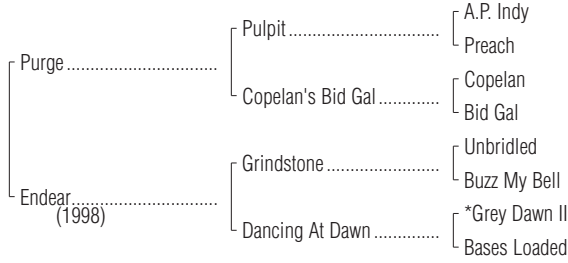 A.P. Indy
Pulpit
Preach
Purge
Copelan
Copelan's Bid Gal
Bid Gal
Unbridled
Grindstone
Buzz My Bell
Endear
(1998)
*Grey Dawn II
Dancing At Dawn
Bases Loaded